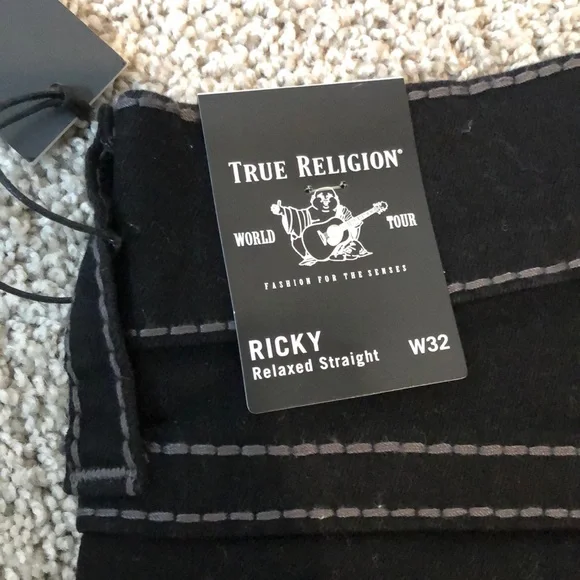 TRUE RELIGION®
WORLD TOUR
FASHION FOR THE SENSES
RICKY
Relaxed Straight W32